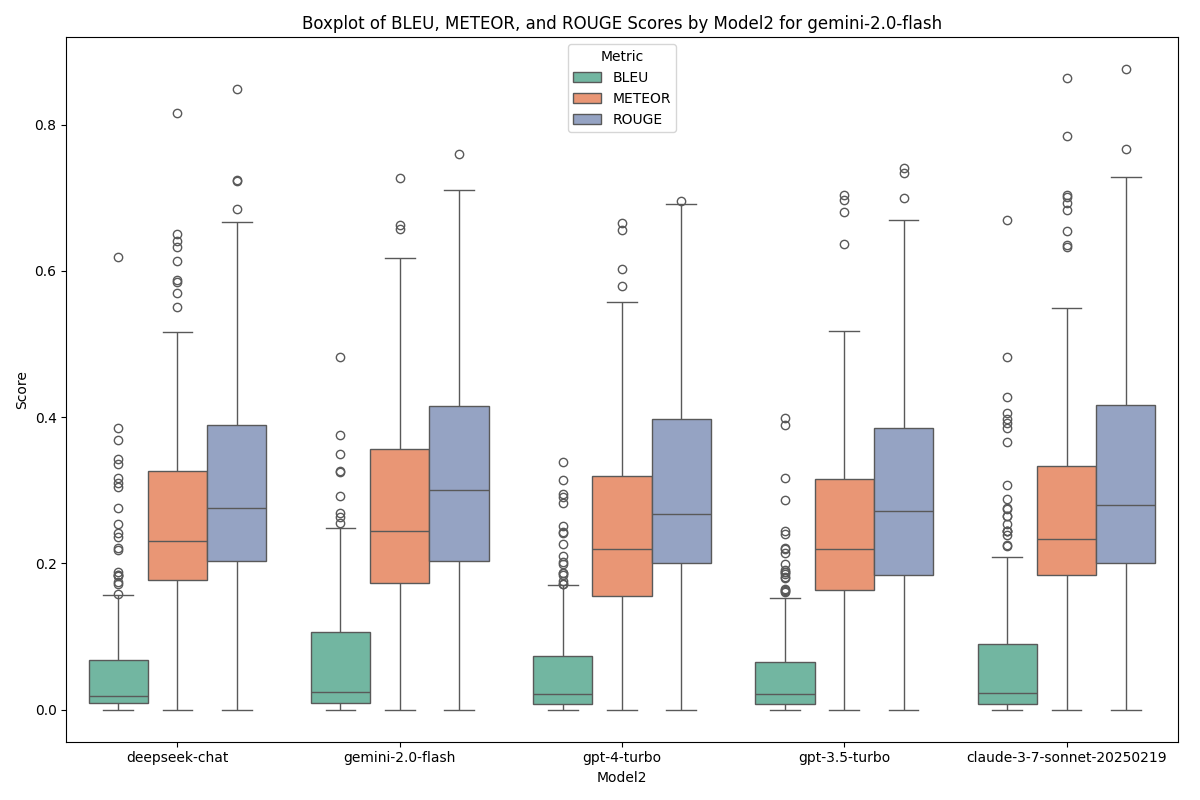 Boxplot of BLEU, METEOR, and ROUGE Scores by Model2 for gemini-2.0-flash
Metric
BLEU
METEOR
ROUGE
Score
0.8
0.6
0.4
0.2
0.0
deepseek-chat
gemini-2.0-flash
gpt-4-turbo
gpt-3.5-turbo
claude-3-7-sonnet-20250219
Model2